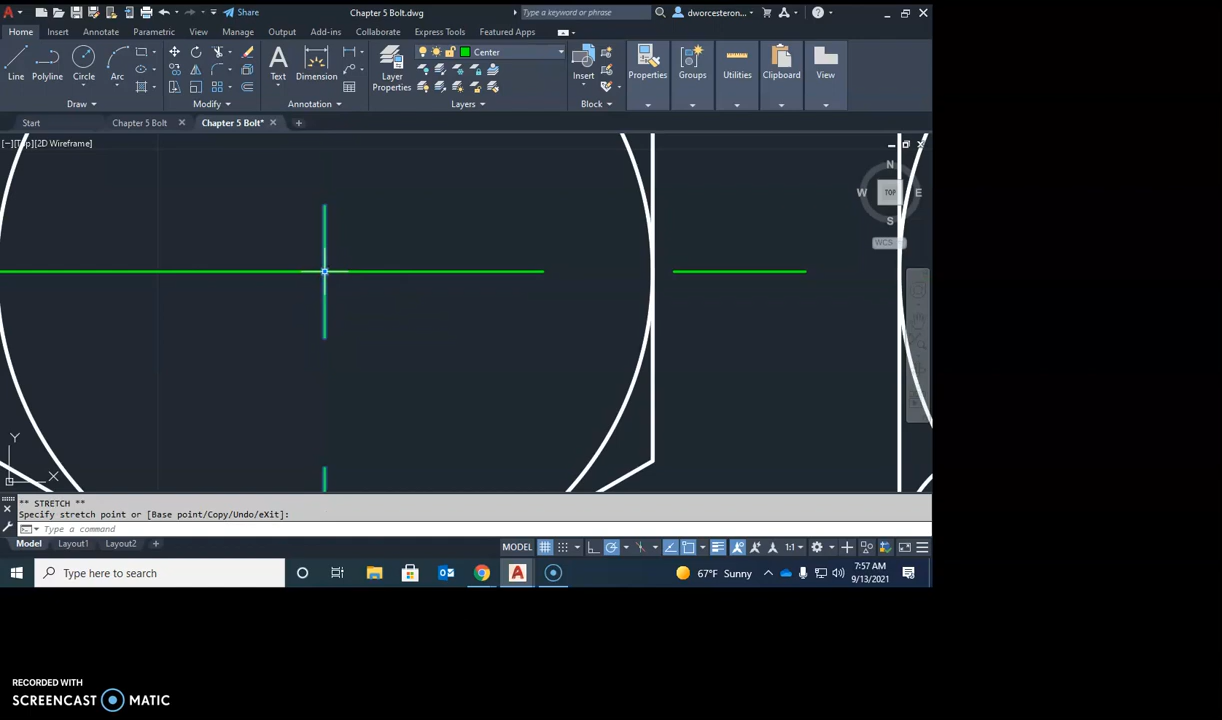 Share
Chapter 5 Bolt.dwg
Type a keyword or phrase
dworcesteron...
Home Insert Annotate Parametric View Manage Output Add-ins Collaborate Express Tools Featured Apps
Center
Line Polyline Circle Arc
Text Dimension
Layer
Properties
Insert Properties Groups Utilities Clipboard View
Draw Modify Annotation Layers Block
Start Chapter 5 Bolt Chapter 5 Bolt*
[−][Top][2D Wireframe]
N
W TOP E
S
WCS
Y
X
** STRETCH **
Specify stretch point or [Base point/Copy/Undo/eXit]:
Type a command
Model Layout1 Layout2
MODEL 1:1
Type here to search
67°F Sunny
7:57 AM
9/13/2021
RECORDED WITH
SCREENCAST MATIC